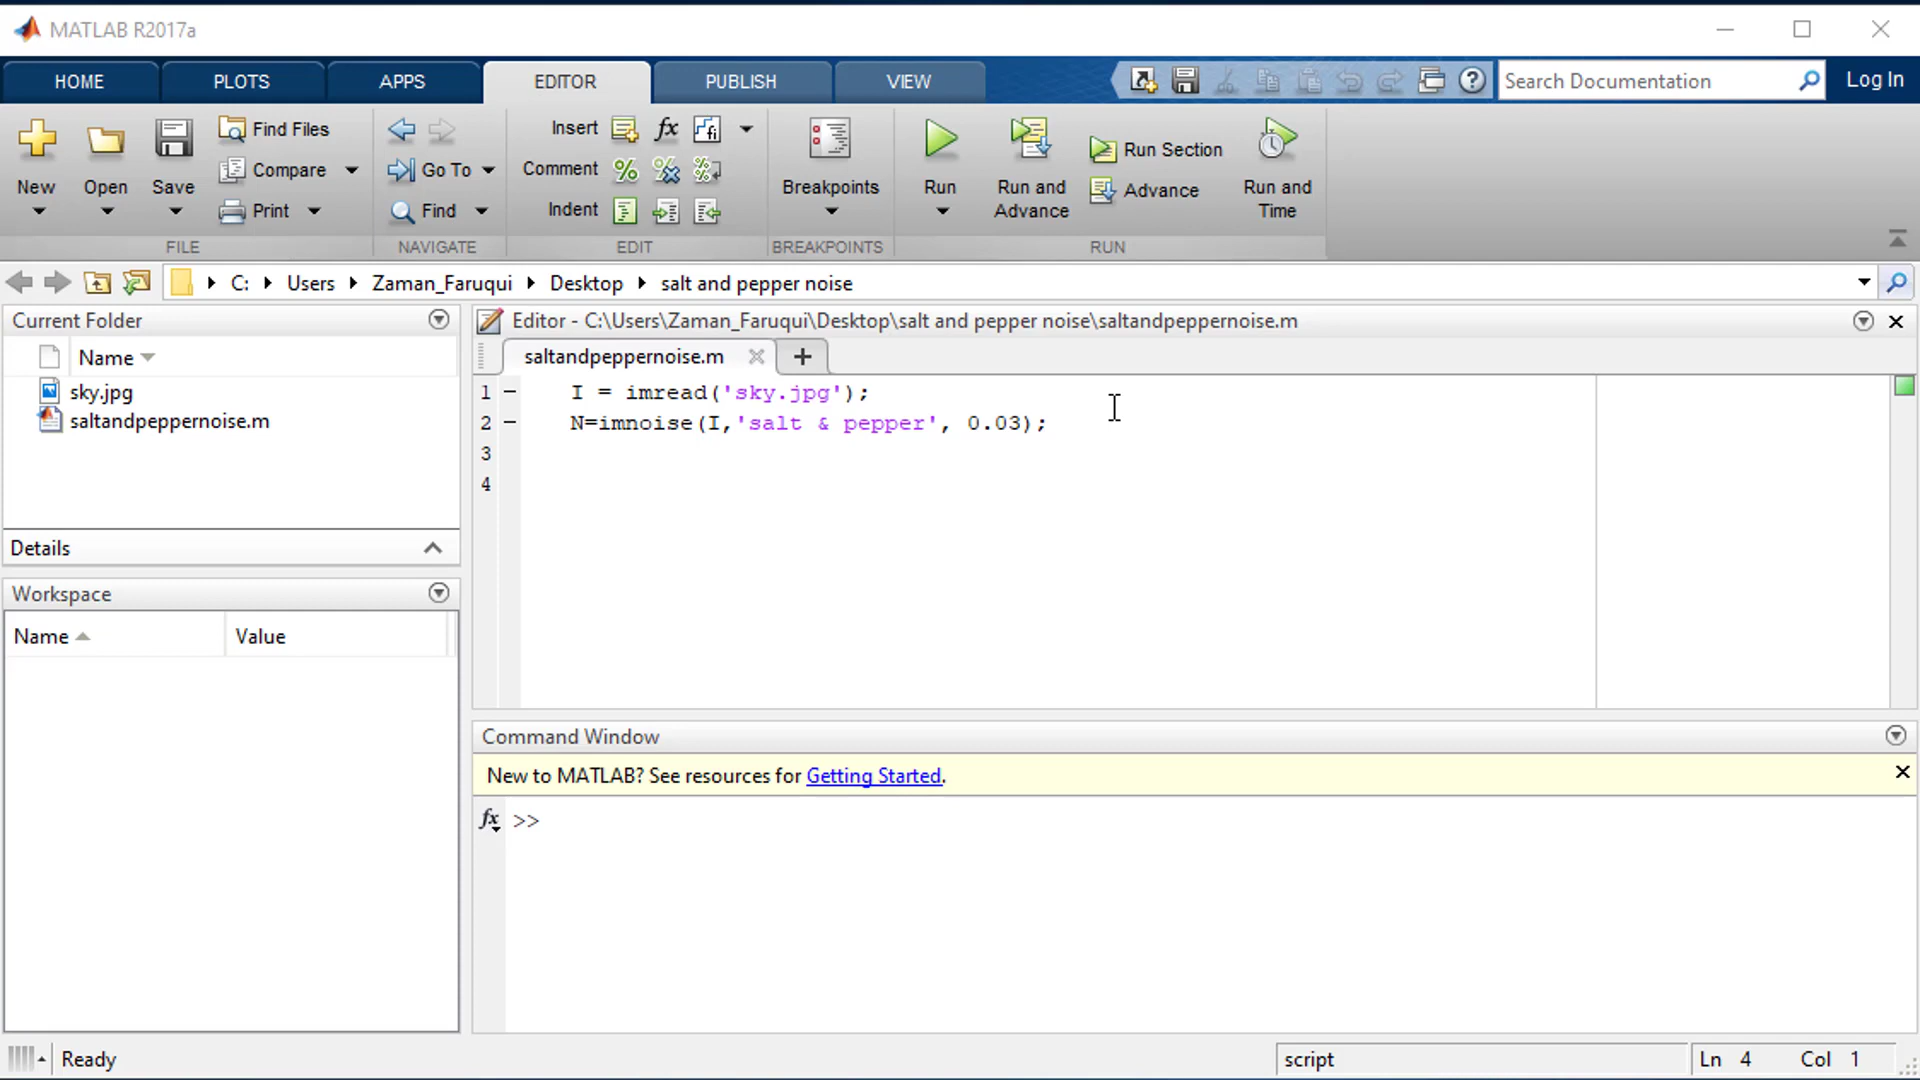 MATLAB R2017a
HOME PLOTS APPS EDITOR PUBLISH VIEW Search Documentation Log In
New Open Save Find Files Compare Print
FILE
Go To Find
NAVIGATE
Insert fx
Comment
Indent
EDIT
Breakpoints
BREAKPOINTS
Run Run and Advance Run Section Advance Run and Time
RUN
C: Users Zaman_Faruqui Desktop salt and pepper noise
Current Folder
Name
sky.jpg
saltandpeppernoise.m
Details
Workspace
Name Value
Editor - C:\Users\Zaman_Faruqui\Desktop\salt and pepper noise\saltandpeppernoise.m
saltandpeppernoise.m
1 – I = imread('sky.jpg');
2 – N=imnoise(I,'salt & pepper', 0.03);
3
4
Command Window
New to MATLAB? See resources for Getting Started.
fx >>
Ready script Ln 4 Col 1